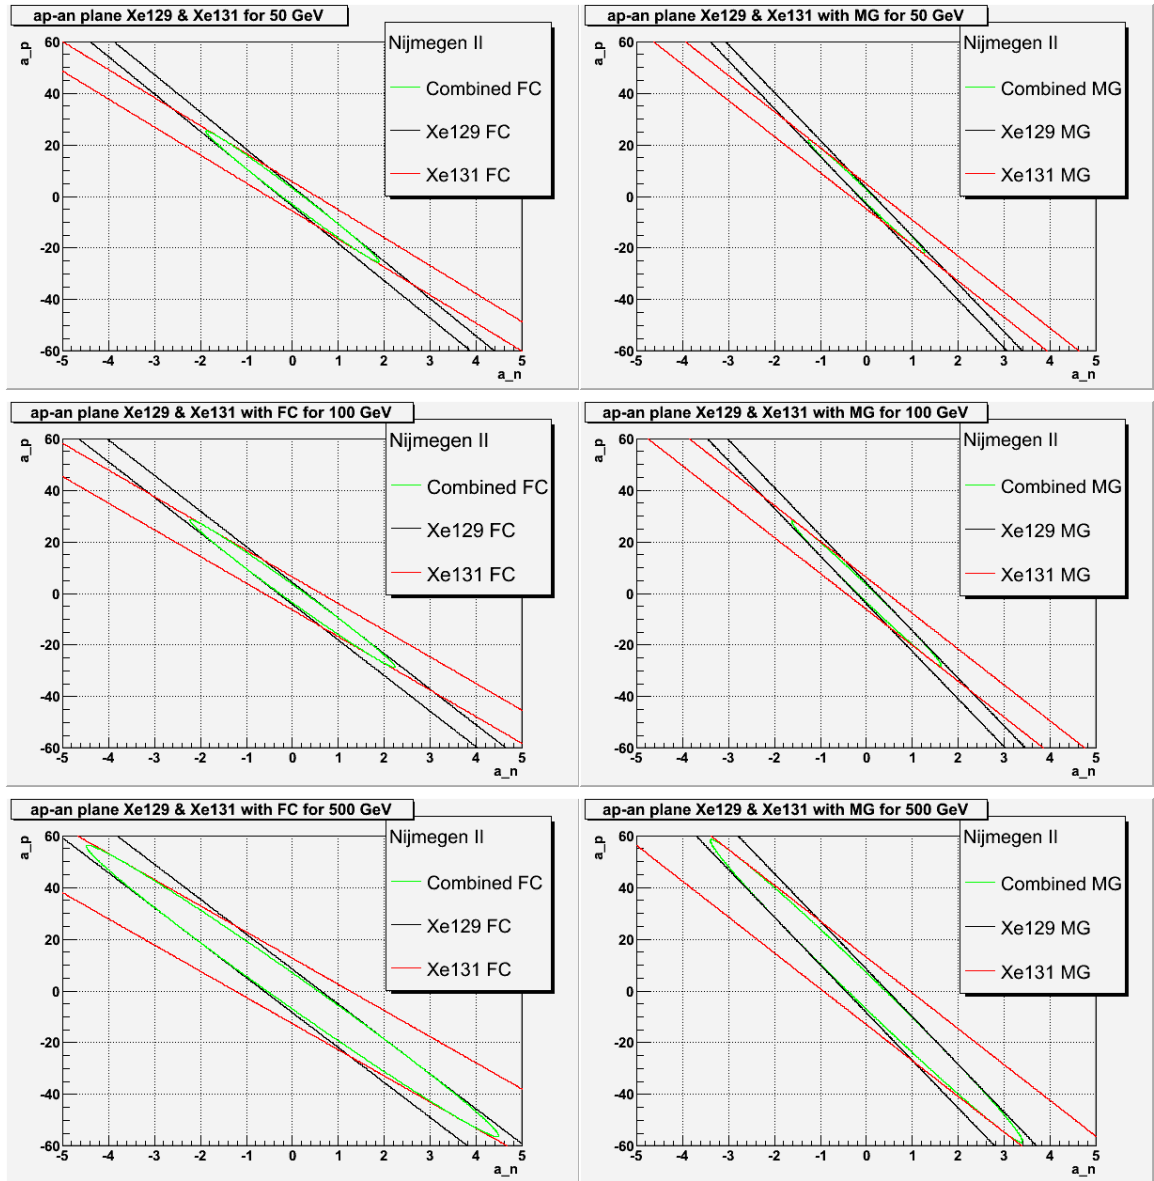 ap-an plane Xe129 & Xe131 for 50 GeV
a_p
60
40
20
0
-20
-40
-60
-5 -4 -3 -2 -1 0 1 2 3 4 5
a_n
Nijmegen II
Combined FC
Xe129 FC
Xe131 FC
ap-an plane Xe129 & Xe131 with MG for 50 GeV
a_p
60
40
20
0
-20
-40
-60
-5 -4 -3 -2 -1 0 1 2 3 4 5
a_n
Nijmegen II
Combined MG
Xe129 MG
Xe131 MG
ap-an plane Xe129 & Xe131 with FC for 100 GeV
a_p
60
40
20
0
-20
-40
-60
-5 -4 -3 -2 -1 0 1 2 3 4 5
a_n
Nijmegen II
Combined FC
Xe129 FC
Xe131 FC
ap-an plane Xe129 & Xe131 with MG for 100 GeV
a_p
60
40
20
0
-20
-40
-60
-5 -4 -3 -2 -1 0 1 2 3 4 5
a_n
Nijmegen II
Combined MG
Xe129 MG
Xe131 MG
ap-an plane Xe129 & Xe131 with FC for 500 GeV
a_p
60
40
20
0
-20
-40
-60
-5 -4 -3 -2 -1 0 1 2 3 4 5
a_n
Nijmegen II
Combined FC
Xe129 FC
Xe131 FC
ap-an plane Xe129 & Xe131 with MG for 500 GeV
a_p
60
40
20
0
-20
-40
-60
-5 -4 -3 -2 -1 0 1 2 3 4 5
a_n
Nijmegen II
Combined MG
Xe129 MG
Xe131 MG